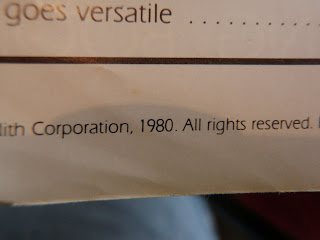 goes versatile ..........
lith Corporation, 1980. All rights reserved.